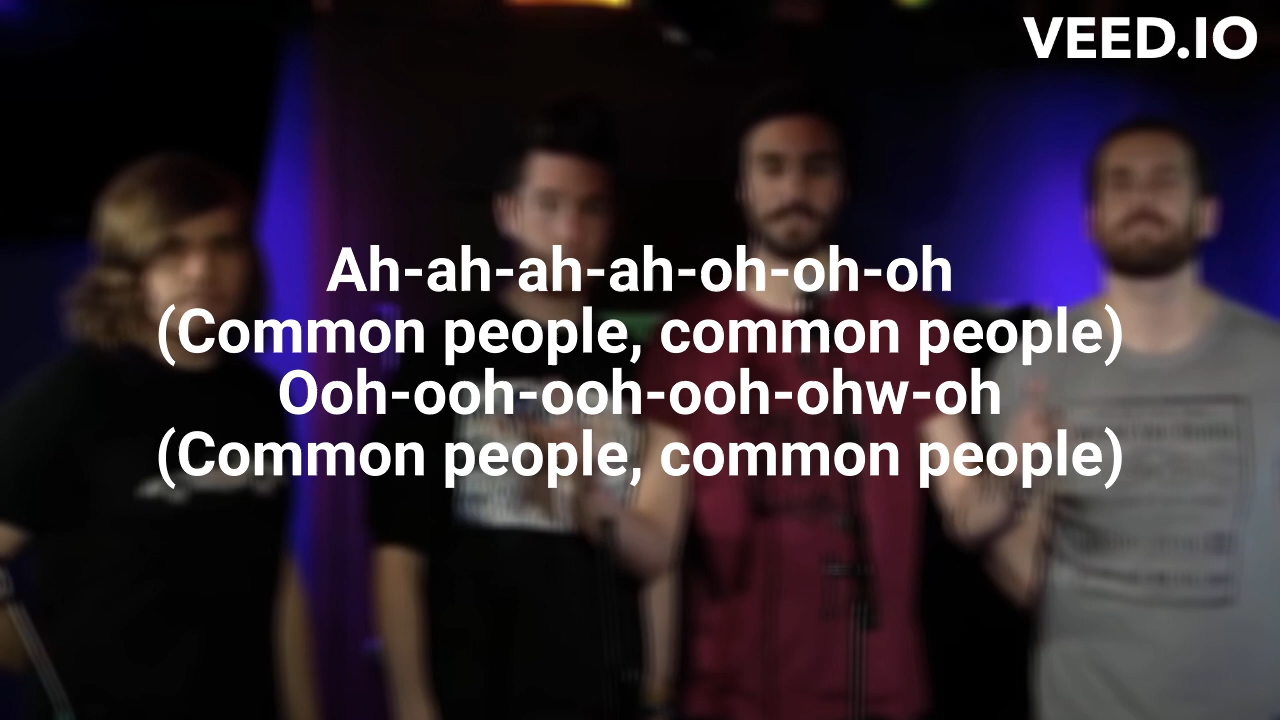 VEED.IO
Ah-ah-ah-ah-oh-oh-oh
(Common people, common people)
Ooh-ooh-ooh-ooh-ohw-oh
(Common people, common people)